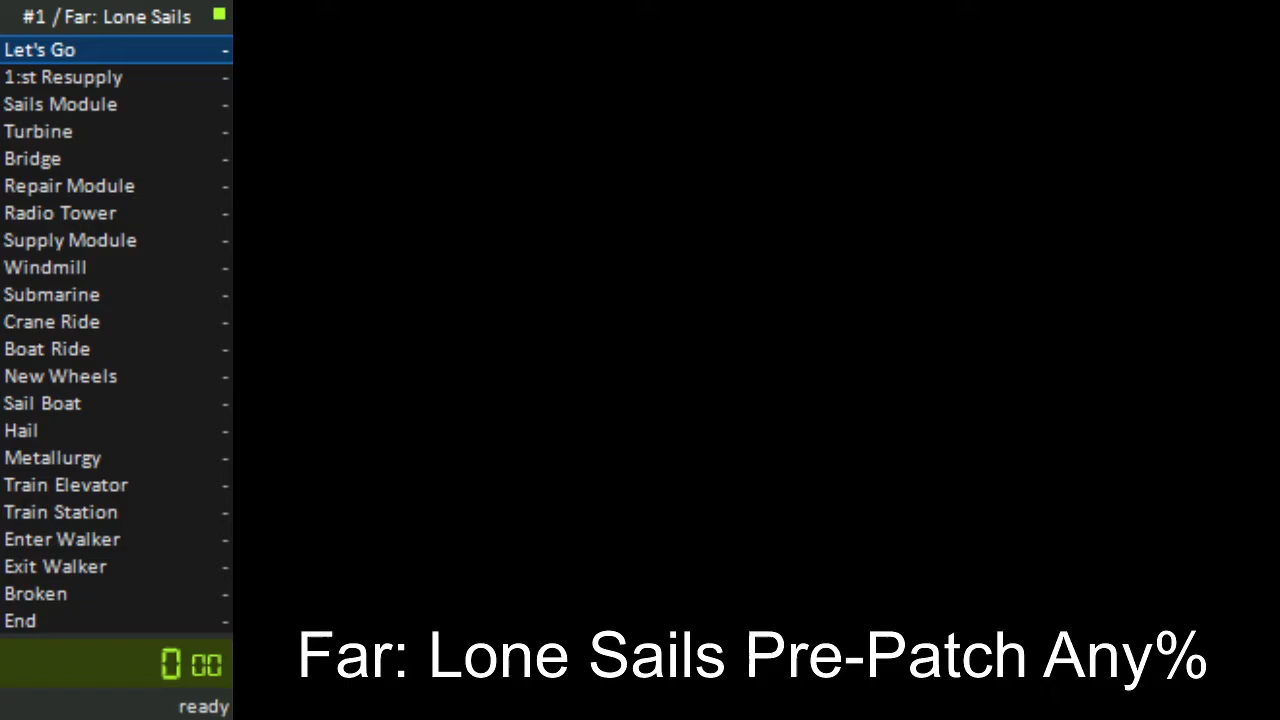 #1 / Far: Lone Sails
Let's Go -
1:st Resupply -
Sails Module -
Turbine -
Bridge -
Repair Module -
Radio Tower -
Supply Module -
Windmill -
Submarine -
Crane Ride -
Boat Ride -
New Wheels -
Sail Boat -
Hail -
Metallurgy -
Train Elevator -
Train Station -
Enter Walker -
Exit Walker -
Broken -
End -
0 00
ready
Far: Lone Sails Pre-Patch Any%